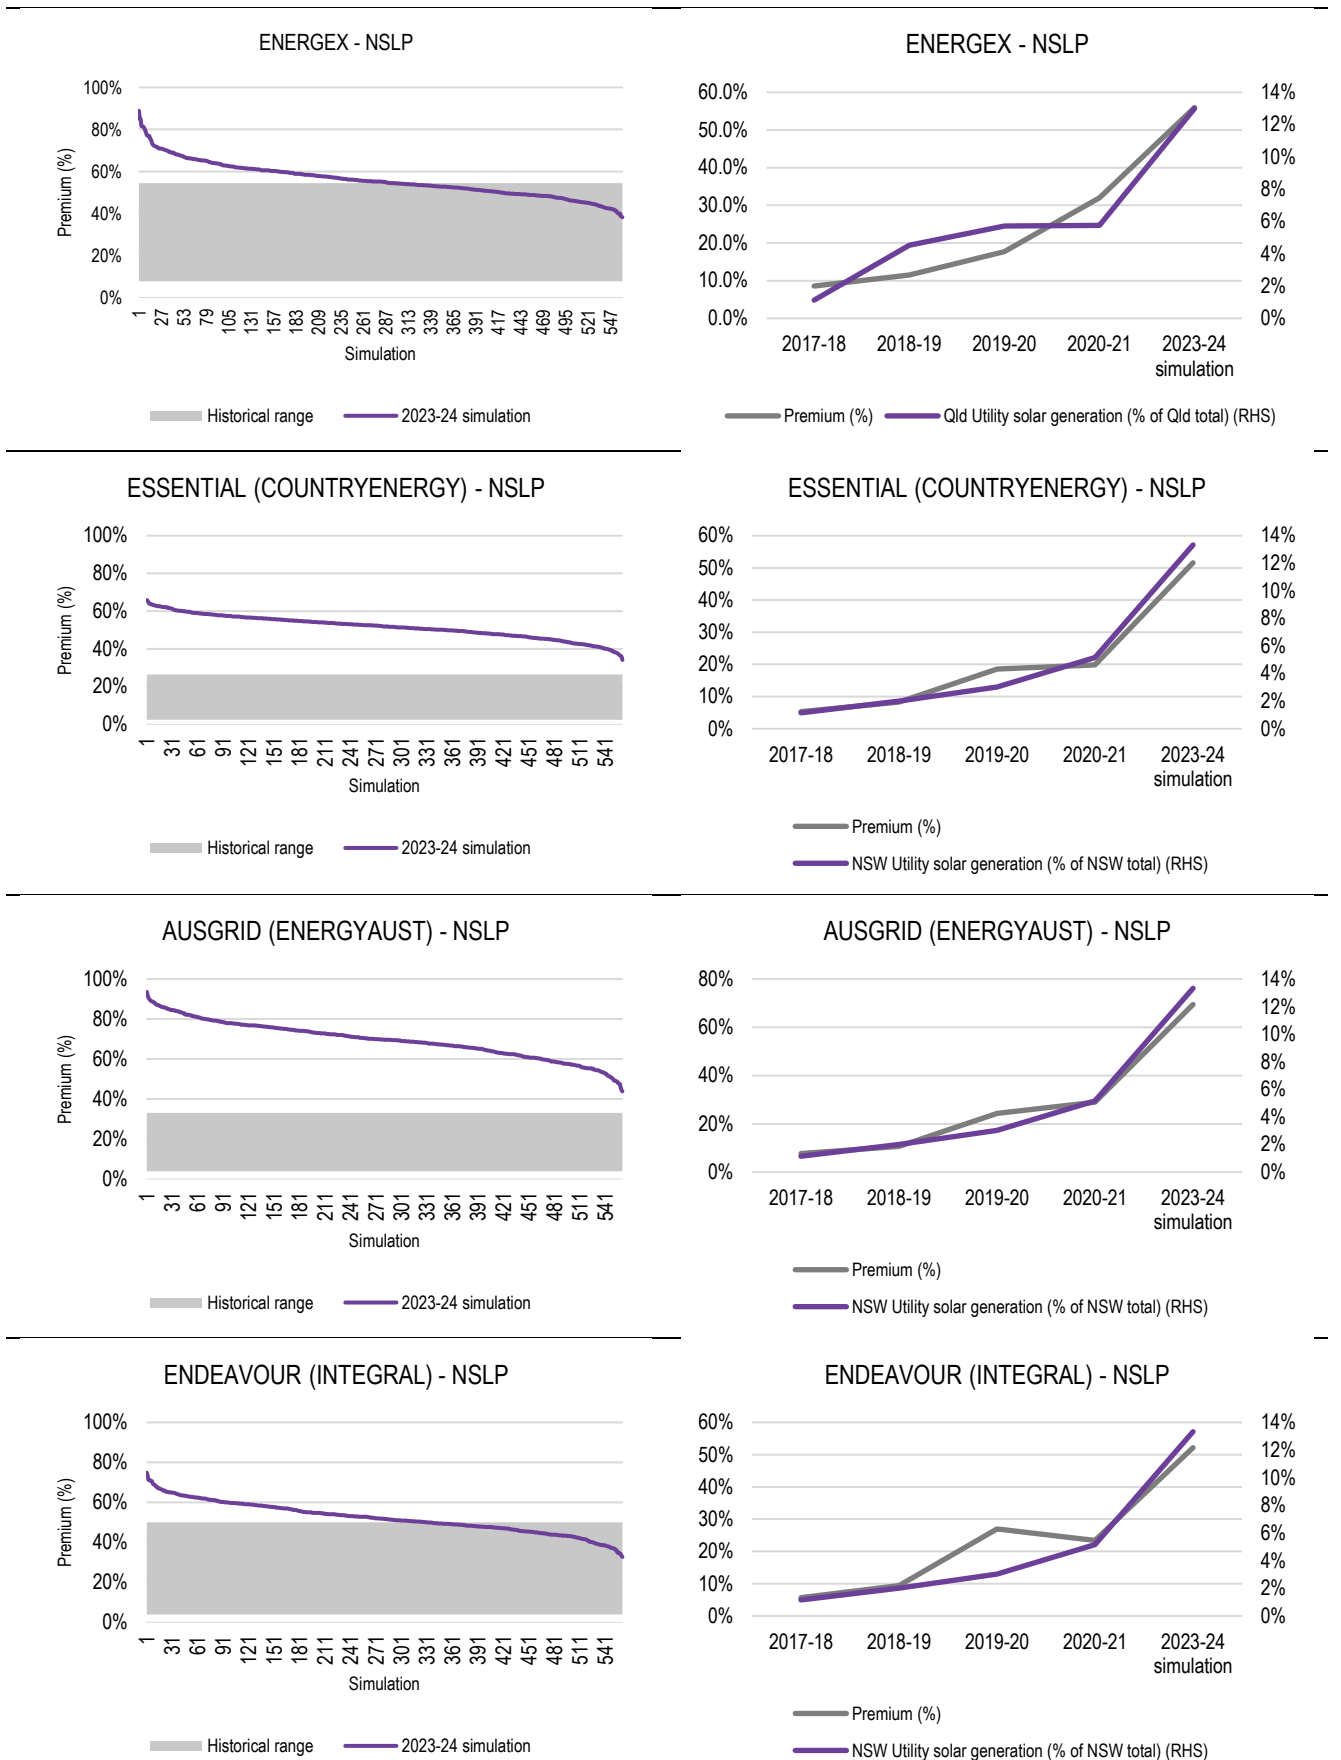 ENERGEX - NSLP
100%
80%
60%
40%
20%
0%
Premium (%)
1 27 53 79 105 131 157 183 209 235 261 287 313 339 365 391 417 443 469 495 521 547
Simulation
Historical range 2023-24 simulation
ENERGEX - NSLP
60.0% 14%
50.0% 12%
40.0% 10%
30.0% 8%
20.0% 6%
10.0% 4%
0.0% 2%
0%
2017-18 2018-19 2019-20 2020-21 2023-24
simulation
Premium (%) Qld Utility solar generation (% of Qld total) (RHS)
ESSENTIAL (COUNTRYENERGY) - NSLP
100%
80%
60%
40%
20%
0%
Premium (%)
1 31 61 91 121 151 181 211 241 271 301 331 361 391 421 451 481 511 541
Simulation
Historical range 2023-24 simulation
ESSENTIAL (COUNTRYENERGY) - NSLP
60% 14%
50% 12%
40% 10%
30% 8%
20% 6%
10% 4%
0% 2%
0%
2017-18 2018-19 2019-20 2020-21 2023-24
simulation
Premium (%)
NSW Utility solar generation (% of NSW total) (RHS)
AUSGRID (ENERGYAUST) - NSLP
100%
80%
60%
40%
20%
0%
Premium (%)
1 31 61 91 121 151 181 211 241 271 301 331 361 391 421 451 481 511 541
Simulation
Historical range 2023-24 simulation
AUSGRID (ENERGYAUST) - NSLP
80% 14%
60% 12%
40% 10%
20% 8%
0% 6%
4%
2%
0%
2017-18 2018-19 2019-20 2020-21 2023-24
simulation
Premium (%)
NSW Utility solar generation (% of NSW total) (RHS)
ENDEAVOUR (INTEGRAL) - NSLP
100%
80%
60%
40%
20%
0%
Premium (%)
1 31 61 91 121 151 181 211 241 271 301 331 361 391 421 451 481 511 541
Simulation
Historical range 2023-24 simulation
ENDEAVOUR (INTEGRAL) - NSLP
60% 14%
50% 12%
40% 10%
30% 8%
20% 6%
10% 4%
0% 2%
0%
2017-18 2018-19 2019-20 2020-21 2023-24
simulation
Premium (%)
NSW Utility solar generation (% of NSW total) (RHS)